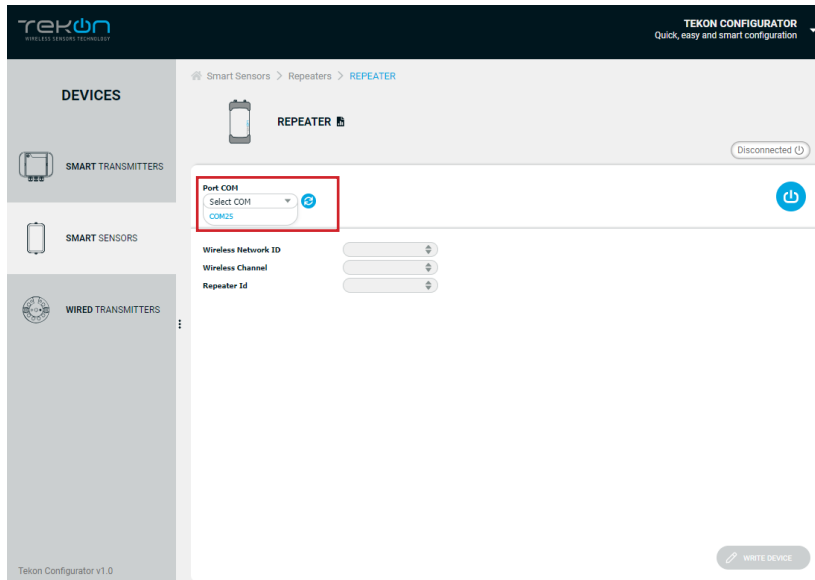 TEKON
WIRELESS SENSORS TECHNOLOGY
TEKON CONFIGURATOR
Quick, easy and smart configuration
DEVICES
SMART TRANSMITTERS
SMART SENSORS
WIRED TRANSMITTERS
Tekon Configurator v1.0
Smart Sensors > Repeaters > REPEATER
REPEATER
Disconnected
Port COM
Select COM
COM25
Wireless Network ID
Wireless Channel
Repeater Id
WRITE DEVICE